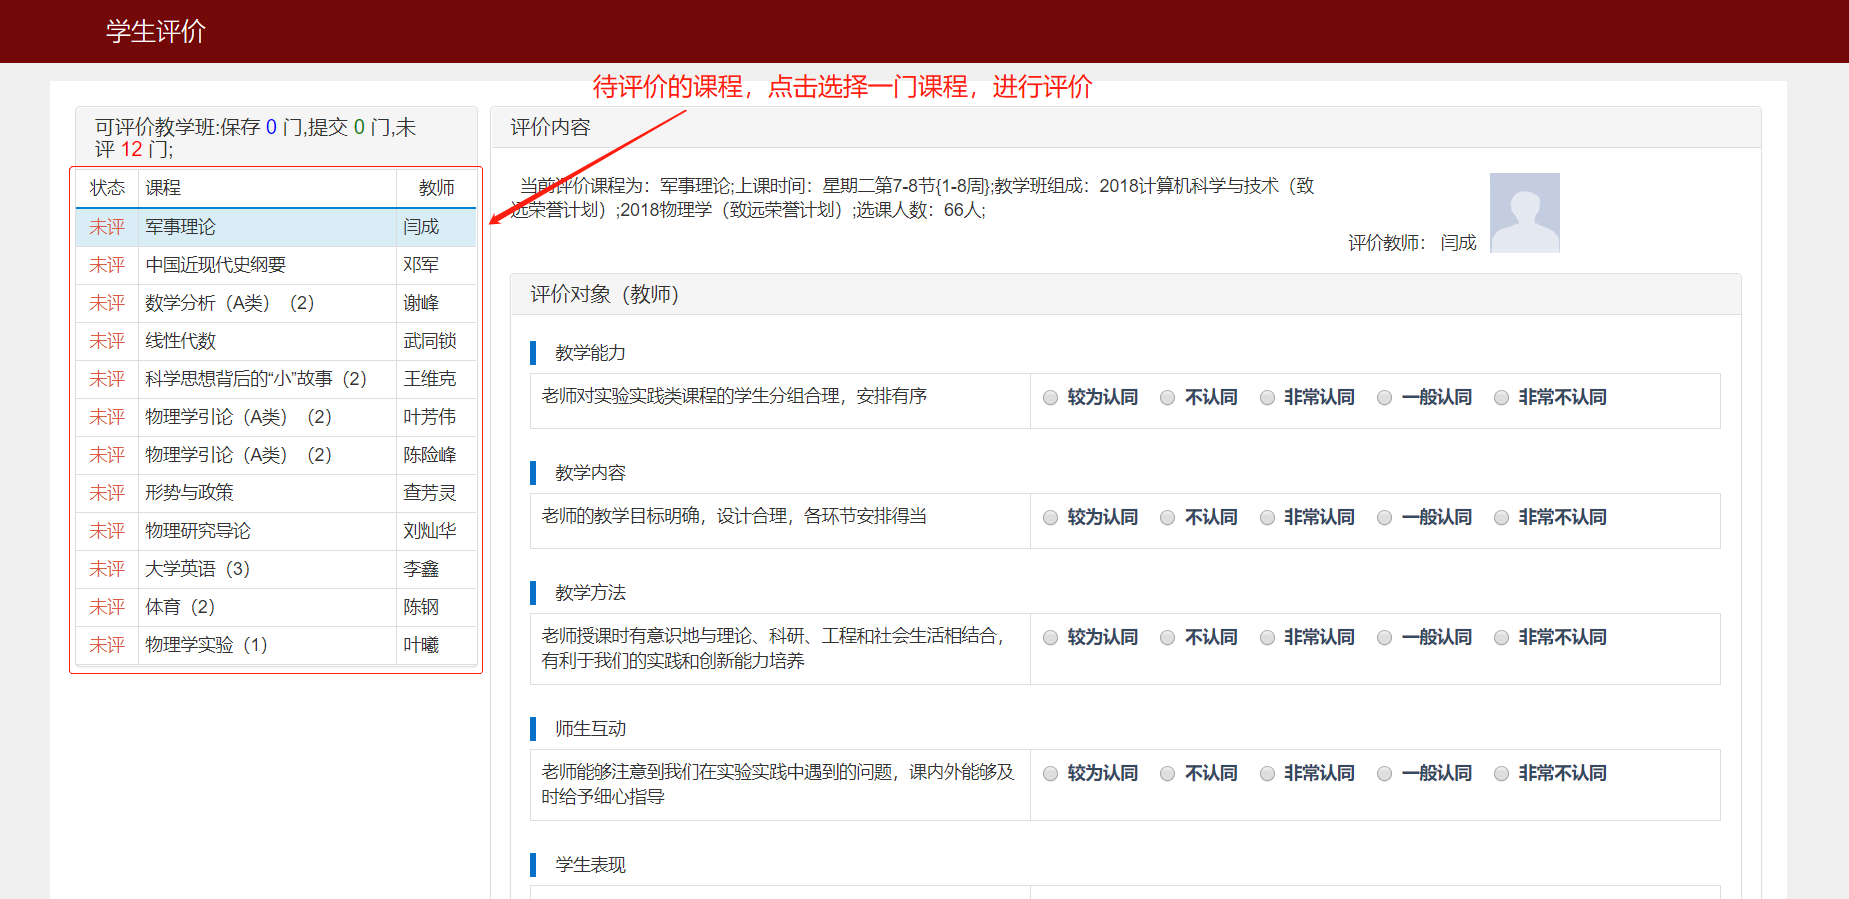 学生评价
待评价的课程，点击选择一门课程，进行评价
可评价教学班:保存 0 门,提交 0 门,未
评 12 门;
状态 课程 教师
未评 军事理论 闫成
未评 中国近现代史纲要 邓军
未评 数学分析（A类）（2） 谢峰
未评 线性代数 武同锁
未评 科学思想背后的“小”故事（2） 王维克
未评 物理学引论（A类）（2） 叶芳伟
未评 物理学引论（A类）（2） 陈险峰
未评 形势与政策 查芳灵
未评 物理研究导论 刘灿华
未评 大学英语（3） 李鑫
未评 体育（2） 陈钢
未评 物理学实验（1） 叶曦
评价内容
当前评价课程为：军事理论;上课时间：星期二第7-8节{1-8周};教学班组成：2018计算机科学与技术（致
远荣誉计划）;2018物理学（致远荣誉计划）;选课人数：66人;
评价教师： 闫成
评价对象（教师）
教学能力
老师对实验实践类课程的学生分组合理，安排有序 较为认同 不认同 非常认同 一般认同 非常不认同
教学内容
老师的教学目标明确，设计合理，各环节安排得当 较为认同 不认同 非常认同 一般认同 非常不认同
教学方法
老师授课时有意识地与理论、科研、工程和社会生活相结合， 较为认同 不认同 非常认同 一般认同 非常不认同
有利于我们的实践和创新能力培养
师生互动
老师能够注意到我们在实验实践中遇到的问题，课内外能够及 较为认同 不认同 非常认同 一般认同 非常不认同
时给予细心指导
学生表现